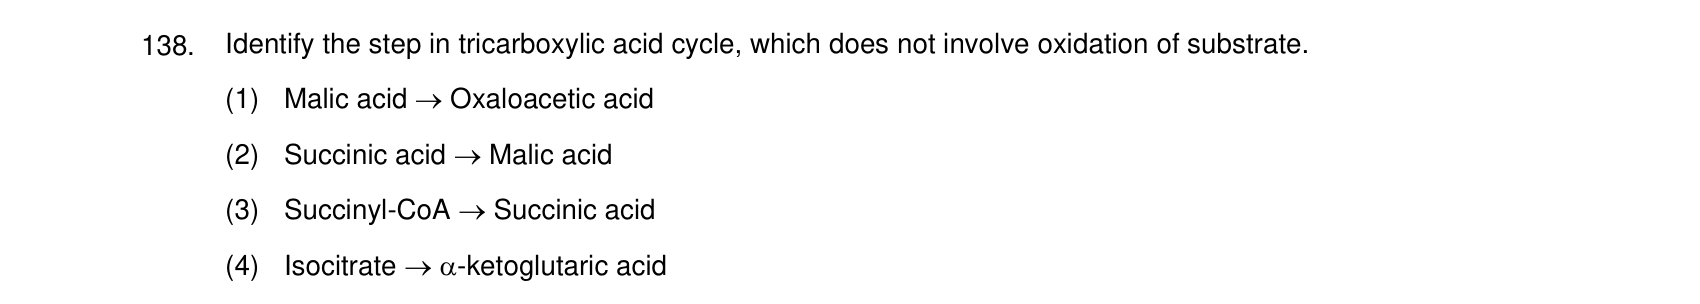 138. Identify the step in tricarboxylic acid cycle, which does not involve oxidation of substrate.
(1) Malic acid → Oxaloacetic acid
(2) Succinic acid → Malic acid
(3) Succinyl-CoA → Succinic acid
(4) Isocitrate → α-ketoglutaric acid